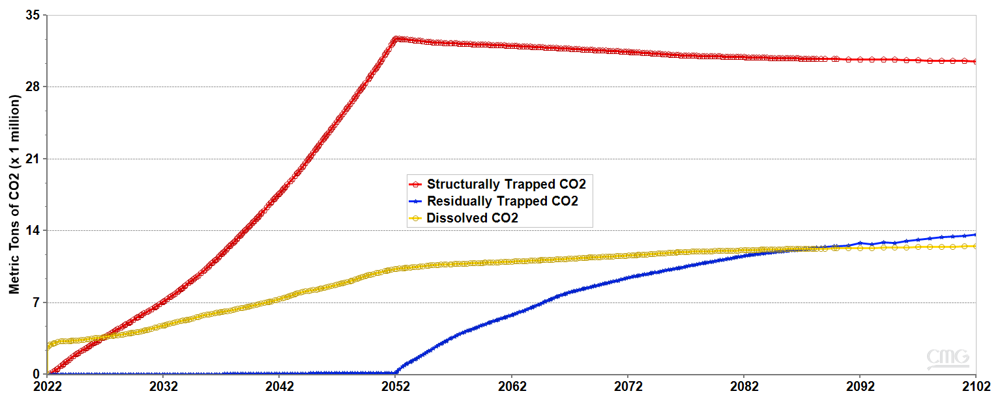 35
28
21
14
7
0
Metric Tons of CO2 (x 1 million)
Structurally Trapped CO2
Residually Trapped CO2
Dissolved CO2
CMG
2022 2032 2042 2052 2062 2072 2082 2092 2102